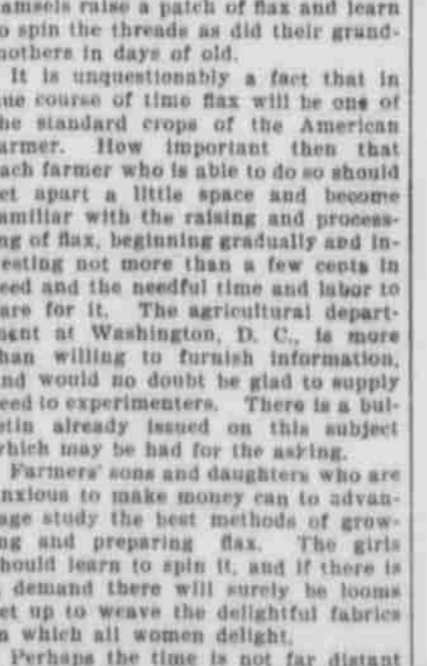 amsels raise a patch of flax and learn
o spin the threads as did their grand-
mothers in days of old.
It is unquestionably a fact that in
ue course of time flax will be one of
he standard crops of the American
armer. How important then that
ach farmer who is able to do so should
et apart a little space and become
amiliar with the raising and process-
ng of flax, beginning gradually and in-
esting not more than a few cents in
eed and the needful time and labor to
are for it. The agricultural depart-
ment at Washington, D. C., is more
han willing to furnish information,
nd would no doubt be glad to supply
eed to experimenters. There is a bul-
etin already issued on this subject
which may be had for the asking.
Farmers' sons and daughters who are
nxious to make money can to advan-
age study the best methods of grow-
ng and preparing flax. The girls
hould learn to spin it, and if there is
demand there will surely be looms
et up to weave the delightful fabrics
n which all women delight.
Perhaps the time is not far distant